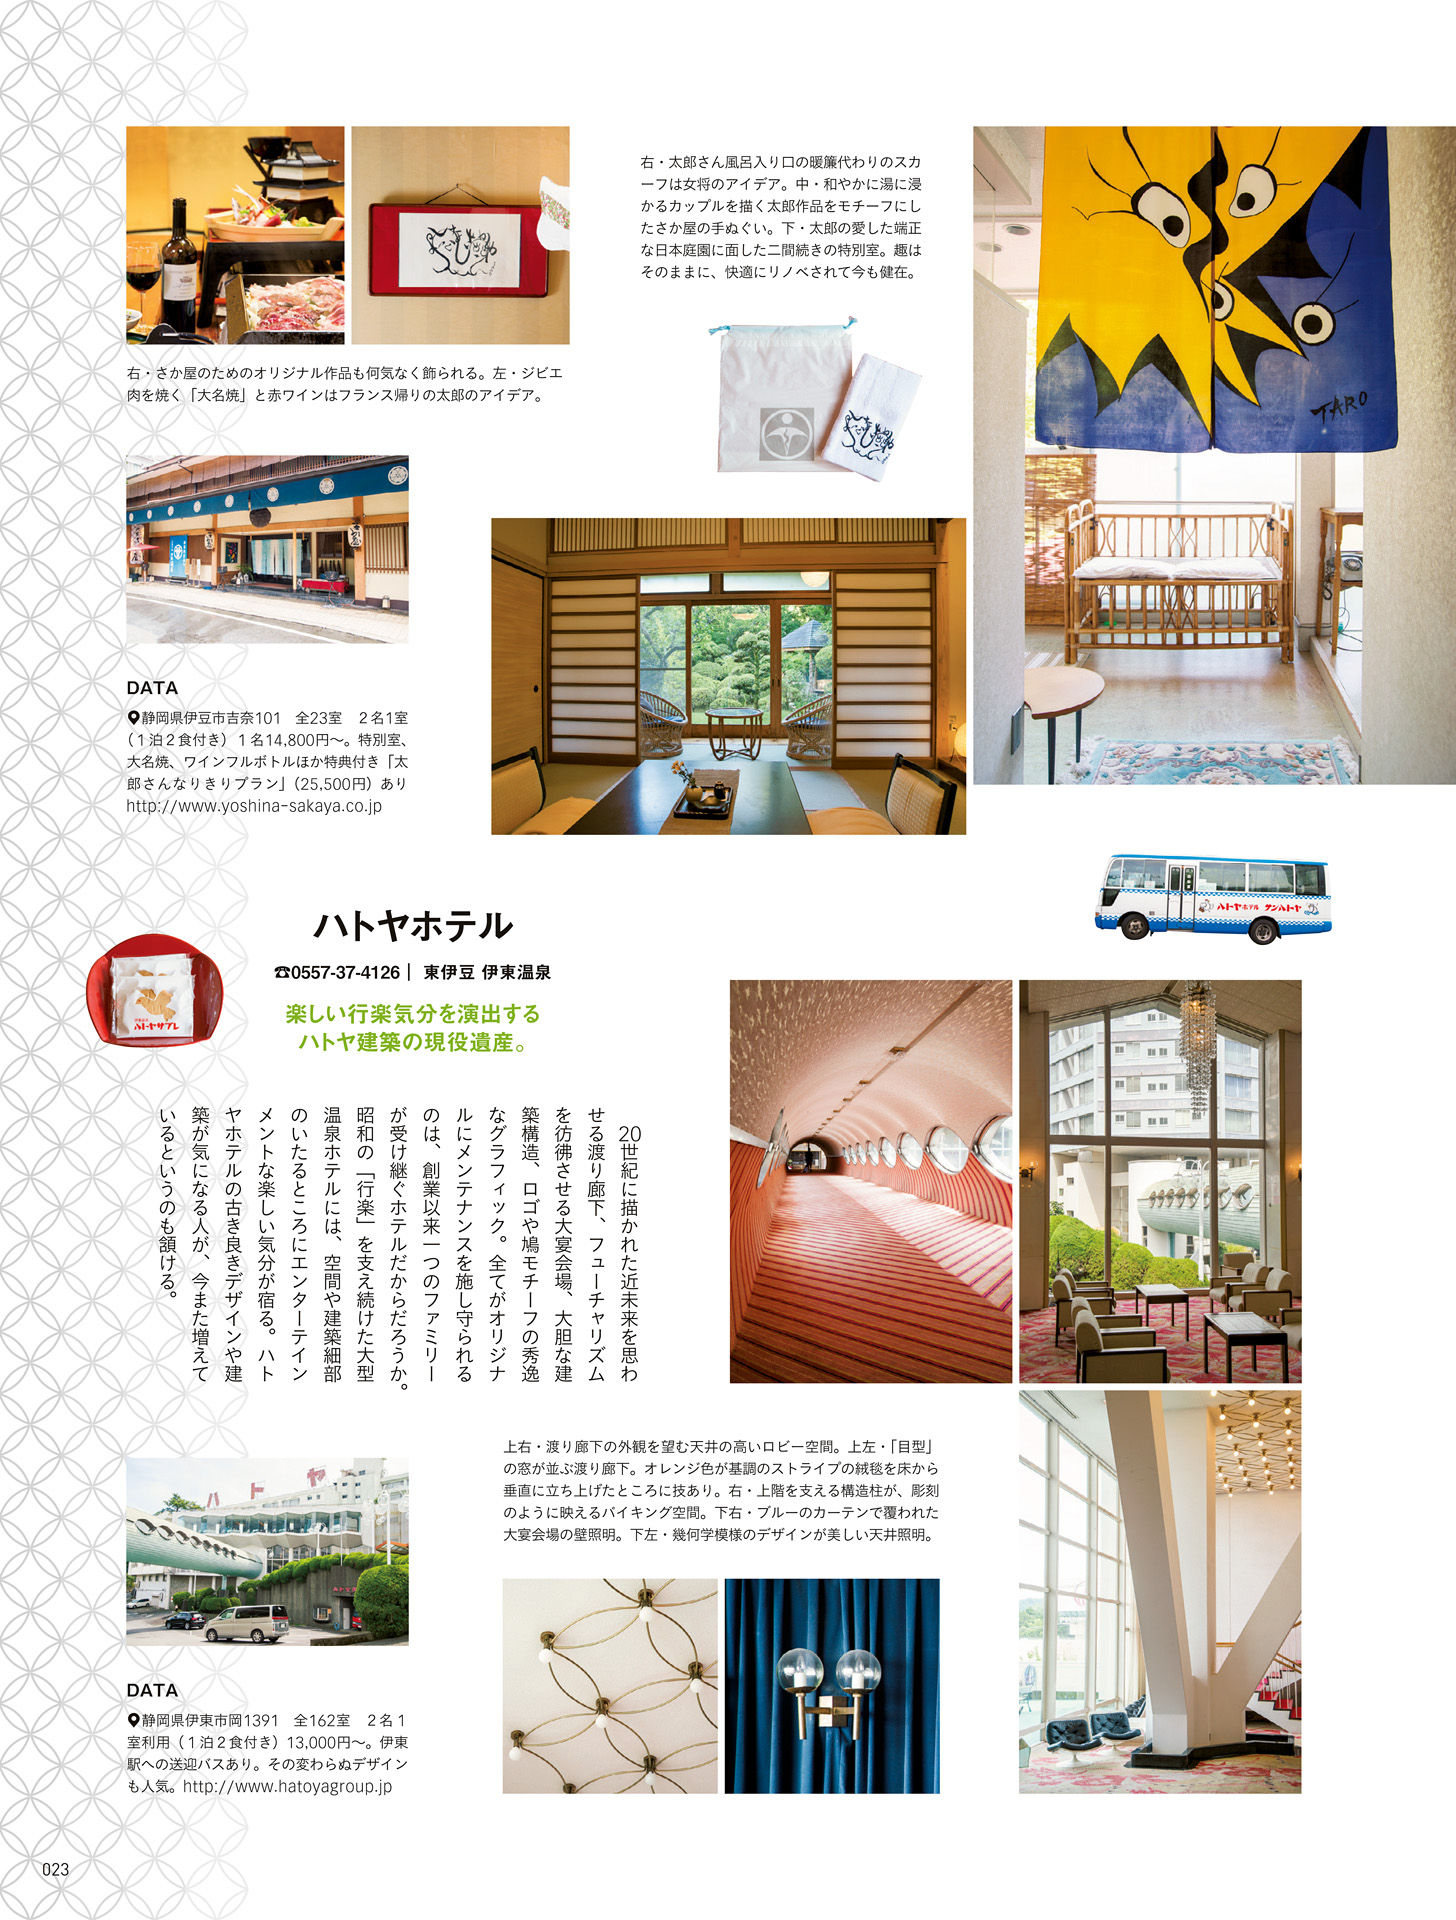 右・太郎さん風呂入り口の暖簾代わりのスカ
ーフは女将のアイデア。中・和やかに湯に浸
かるカップルを描く太郎作品をモチーフにし
たさか屋の手ぬぐい。下・太郎の愛した端正
な日本庭園に面した二間続きの特別室。趣は
そのままに、快適にリノベされて今も健在。
TARO
右・さか屋のためのオリジナル作品も何気なく飾られる。左・ジビエ
肉を焼く「大名焼」と赤ワインはフランス帰りの太郎のアイデア。
DATA
静岡県伊豆市吉奈101　全23室　２名1室
（１泊２食付き）１名14,800円〜。特別室、
大名焼、ワインフルボトルほか特典付き「太
郎さんなりきりプラン」（25,500円）あり
http://www.yoshina-sakaya.co.jp
ハトヤホテル サンハトヤ
ハトヤホテル
☎0557-37-4126｜ 東伊豆 伊東温泉
楽しい行楽気分を演出する
ハトヤ建築の現役遺産。
ハトヤサブレ
20世紀に描かれた近未来を思わ
せる渡り廊下、フューチャリズム
を彷彿させる大宴会場、大胆な建
築構造、ロゴや鳩モチーフの秀逸
なグラフィック。全てがオリジナ
ルにメンテナンスを施し守られる
のは、創業以来一つのファミリー
が受け継ぐホテルだからだろうか。
昭和の「行楽」を支え続けた大型
温泉ホテルには、空間や建築細部
のいたるところにエンターテイン
メントな楽しい気分が宿る。ハト
ヤホテルの古き良きデザインや建
築が気になる人が、今また増えて
いるというのも頷ける。
上右・渡り廊下の外観を望む天井の高いロビー空間。上左・「目型」
の窓が並ぶ渡り廊下。オレンジ色が基調のストライプの絨毯を床から
垂直に立ち上げたところに技あり。右・上階を支える構造柱が、彫刻
のように映えるバイキング空間。下右・ブルーのカーテンで覆われた
大宴会場の壁照明。下左・幾何学模様のデザインが美しい天井照明。
ハトヤ
DATA
静岡県伊東市岡1391　全162室　２名１
室利用（１泊２食付き）13,000円〜。伊東
駅への送迎バスあり。その変わらぬデザイン
も人気。http://www.hatoyagroup.jp
023